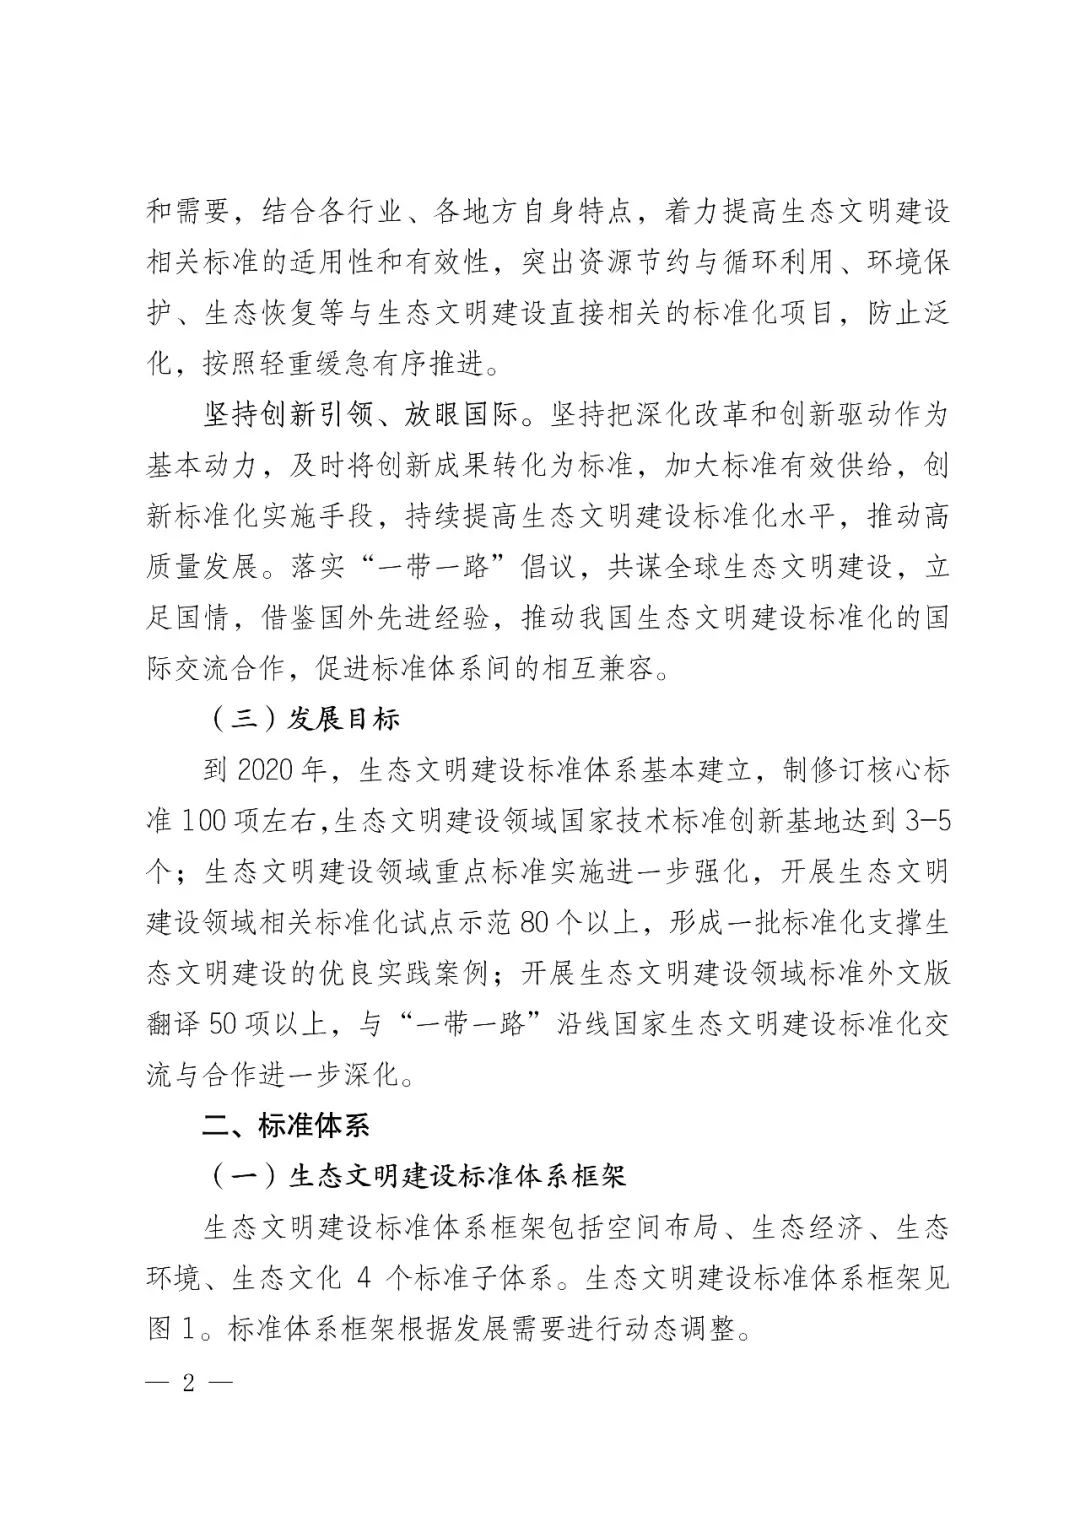 和需要，结合各行业、各地方自身特点，着力提高生态文明建设
相关标准的适用性和有效性，突出资源节约与循环利用、环境保
护、生态恢复等与生态文明建设直接相关的标准化项目，防止泛
化，按照轻重缓急有序推进。
坚持创新引领、放眼国际。坚持把深化改革和创新驱动作为
基本动力，及时将创新成果转化为标准，加大标准有效供给，创
新标准化实施手段，持续提高生态文明建设标准化水平，推动高
质量发展。落实“一带一路”倡议，共谋全球生态文明建设，立
足国情，借鉴国外先进经验，推动我国生态文明建设标准化的国
际交流合作，促进标准体系间的相互兼容。
（三）发展目标
到 2020 年，生态文明建设标准体系基本建立，制修订核心标
准 100 项左右，生态文明建设领域国家技术标准创新基地达到 3-5
个；生态文明建设领域重点标准实施进一步强化，开展生态文明
建设领域相关标准化试点示范 80 个以上，形成一批标准化支撑生
态文明建设的优良实践案例；开展生态文明建设领域标准外文版
翻译 50 项以上，与“一带一路”沿线国家生态文明建设标准化交
流与合作进一步深化。
二、标准体系
（一）生态文明建设标准体系框架
生态文明建设标准体系框架包括空间布局、生态经济、生态
环境、生态文化 4 个标准子体系。生态文明建设标准体系框架见
图 1。标准体系框架根据发展需要进行动态调整。
— 2 —